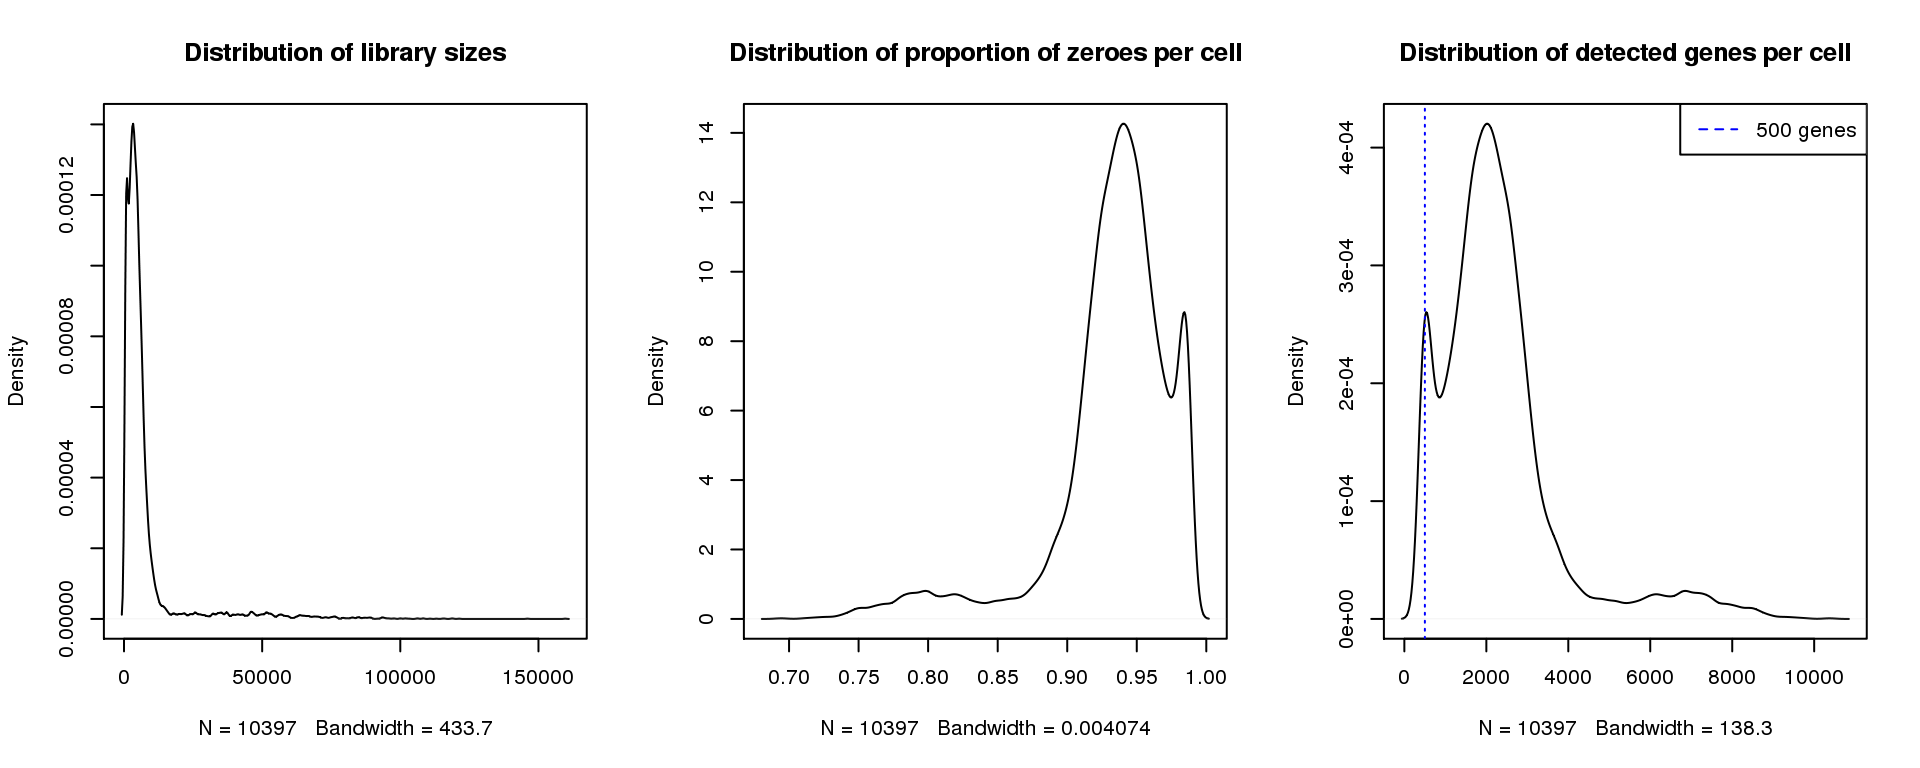 Distribution of library sizes
Density
0.00000
0.00004
0.00008
0.00012
0
50000
100000
150000
N = 10397 Bandwidth = 433.7
Distribution of proportion of zeroes per cell
Density
0
2
4
6
8
10
12
14
0.70
0.75
0.80
0.85
0.90
0.95
1.00
N = 10397 Bandwidth = 0.004074
Distribution of detected genes per cell
Density
0e+00
1e-04
2e-04
3e-04
4e-04
500 genes
0
2000
4000
6000
8000
10000
N = 10397 Bandwidth = 138.3